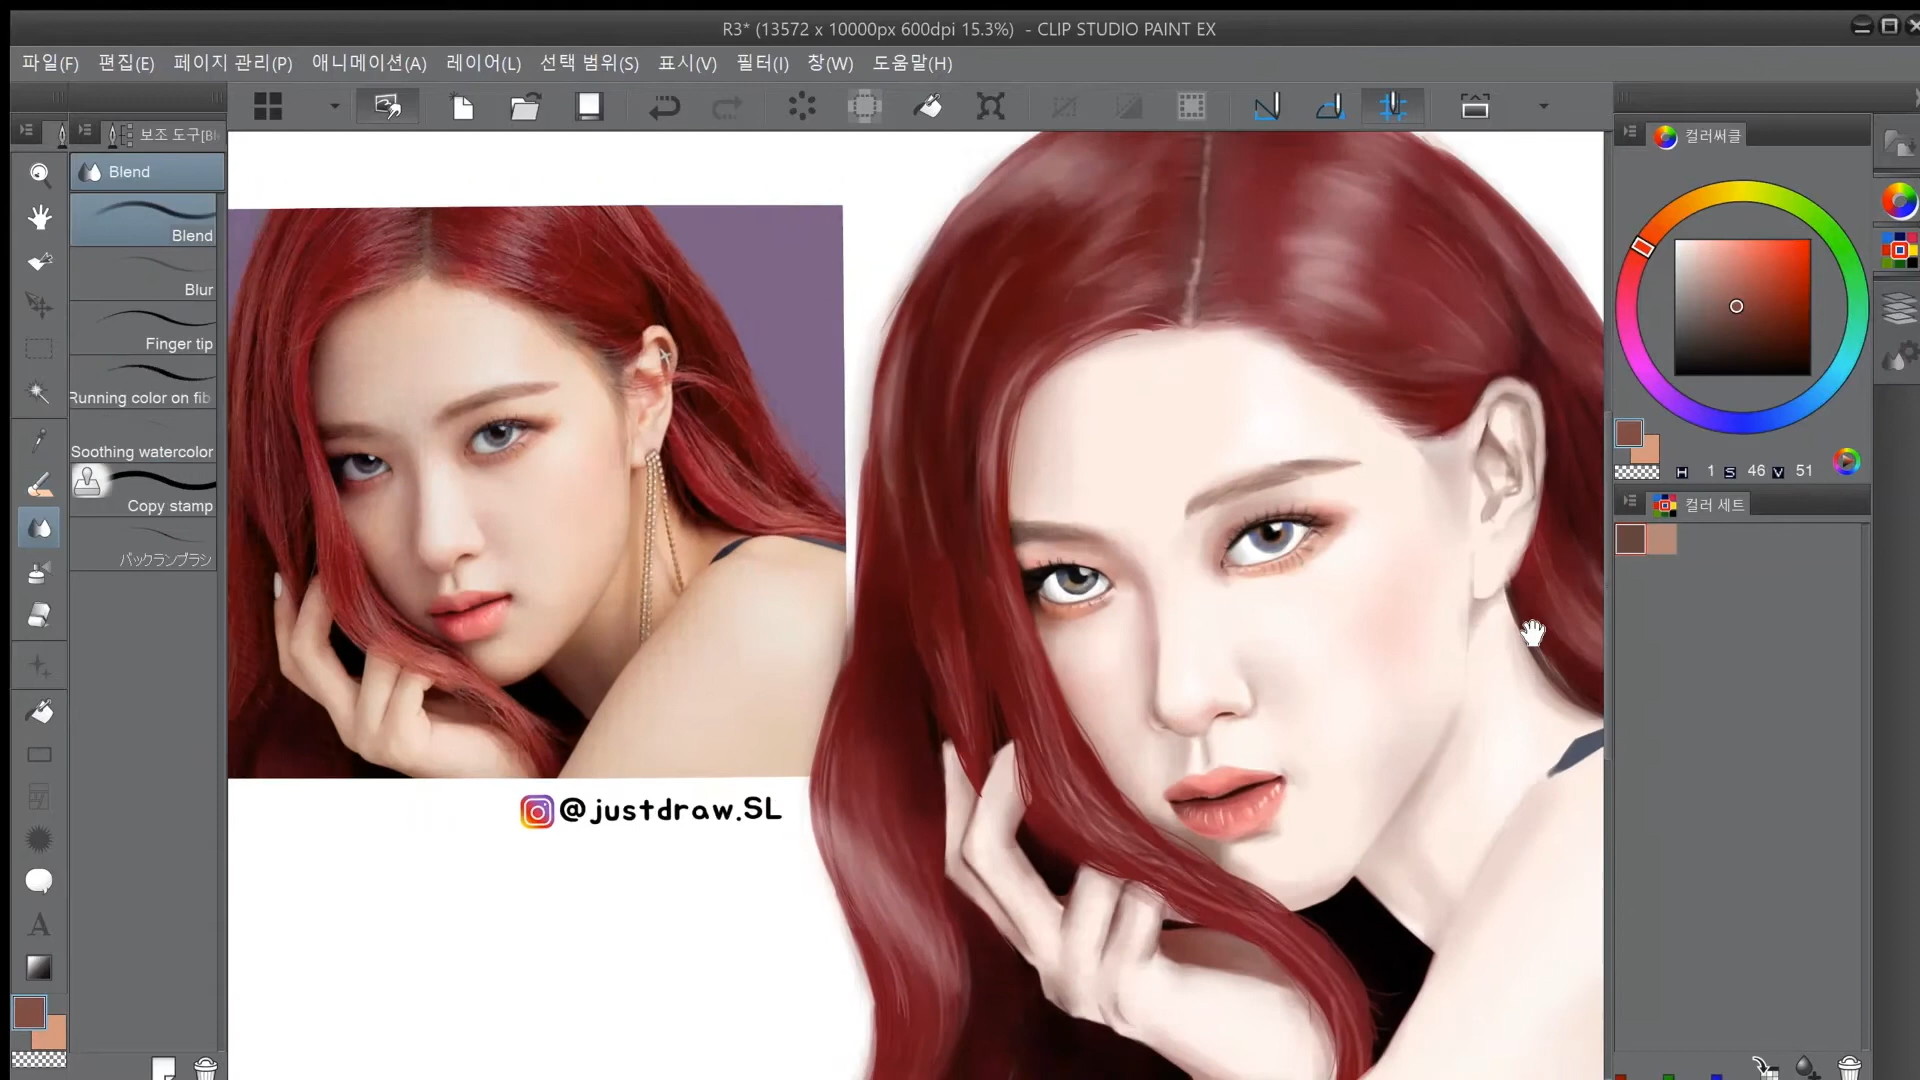 R3* (13572 x 10000px 600dpi 15.3%) - CLIP STUDIO PAINT EX
파일(F) 편집(E) 페이지 관리(P) 애니메이션(A) 레이어(L) 선택 범위(S) 표시(V) 필터(I) 창(W) 도움말(H)
보조 도구[Bl
컬러써클
Blend
Blend
Blur
Finger tip
Running color on fib
Soothing watercolor
Copy stamp
バックランブラシ
H 1 S 46 V 51
컬러 세트
@justdraw.SL
A